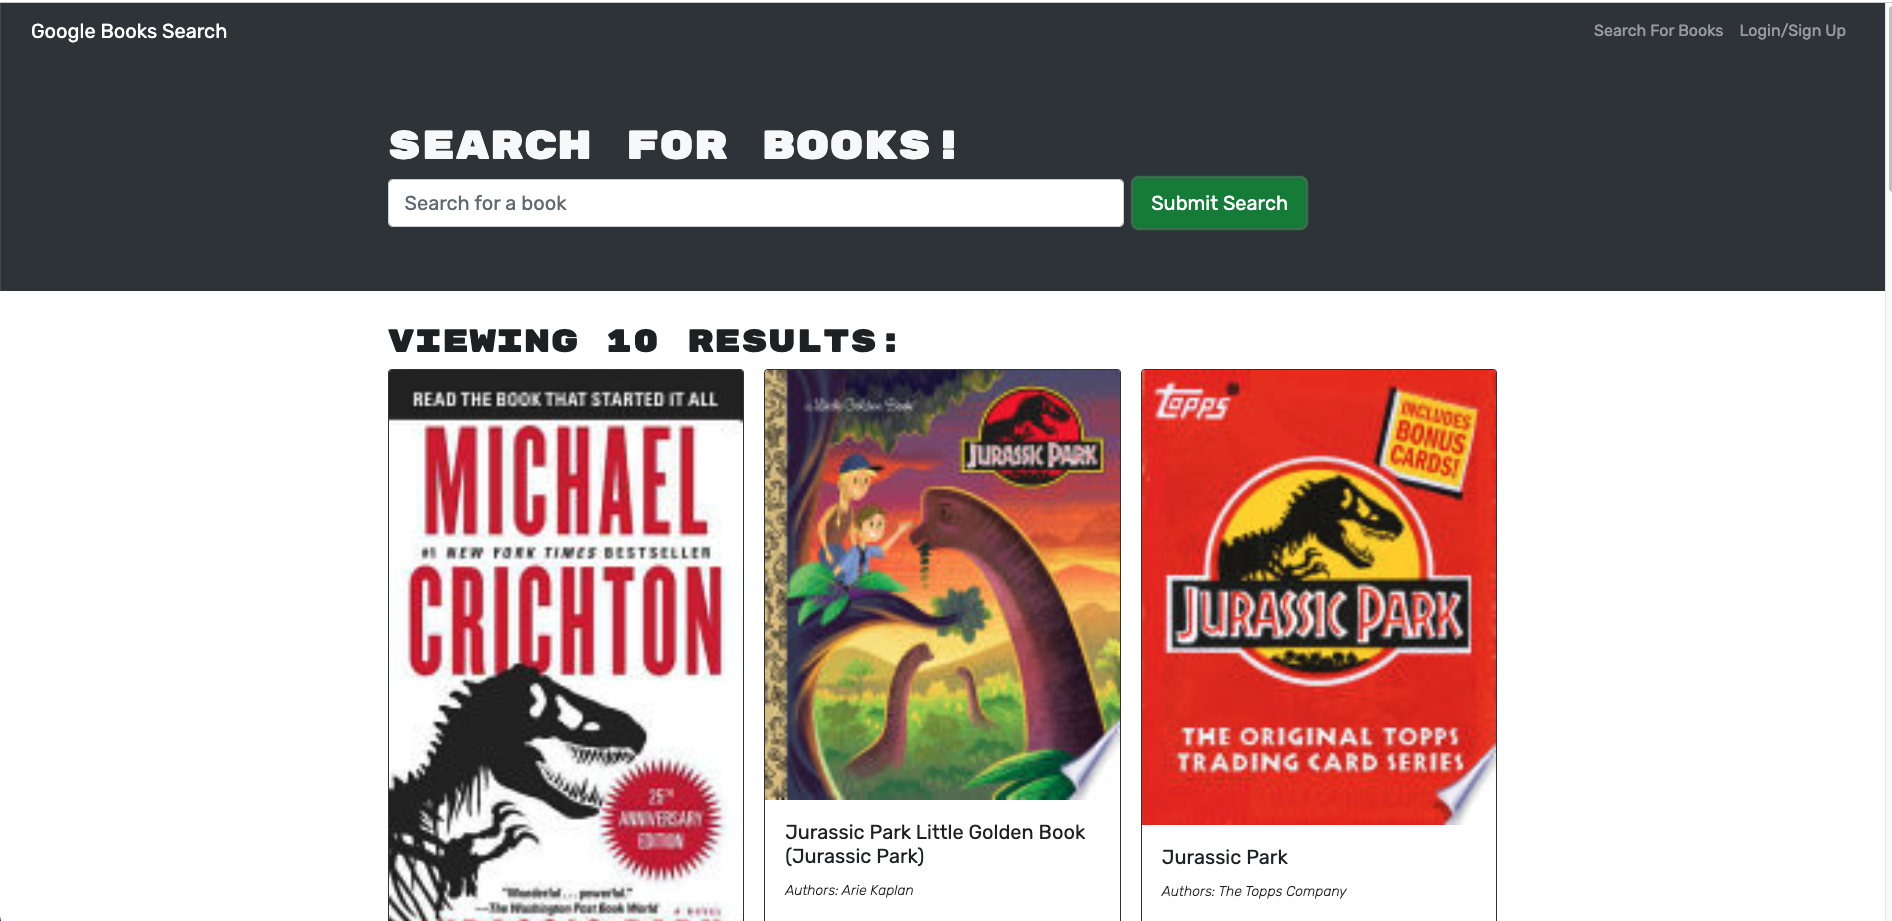 Google Books Search
Search For Books
Login/Sign Up
SEARCH FOR BOOKS!
Search for a book
Submit Search
VIEWING 10 RESULTS:
READ THE BOOK THAT STARTED IT ALL
MICHAEL
#1 NEW YORK TIMES BESTSELLER
CRICHTON
25TH
ANNIVERSARY
EDITION
"Wonderful . . . powerful."
—The Washington Post Book World
A NOVEL
a Little Golden Book
JURASSIC PARK
Jurassic Park Little Golden Book
(Jurassic Park)
Authors: Arie Kaplan
Topps
INCLUDES
BONUS
CARDS!
JURASSIC PARK
THE ORIGINAL TOPPS
TRADING CARD SERIES
Jurassic Park
Authors: The Topps Company